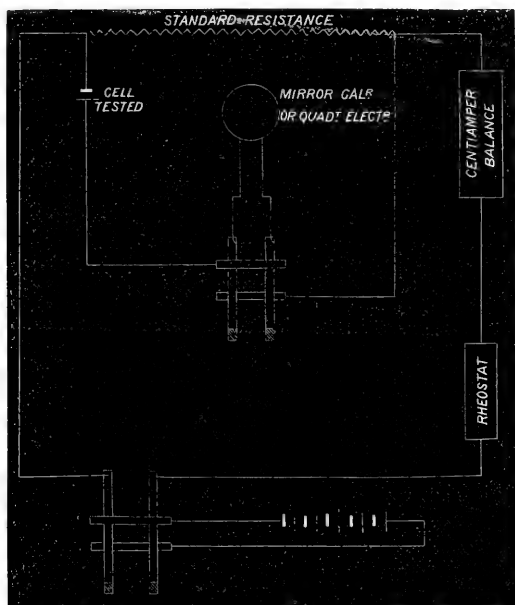 STANDARD-RESISTANCE
CELL
TESTED
MIRROR GALR
OR QUADT ELECTR
CENTIAMPER
BALANCE
RHEOSTAT